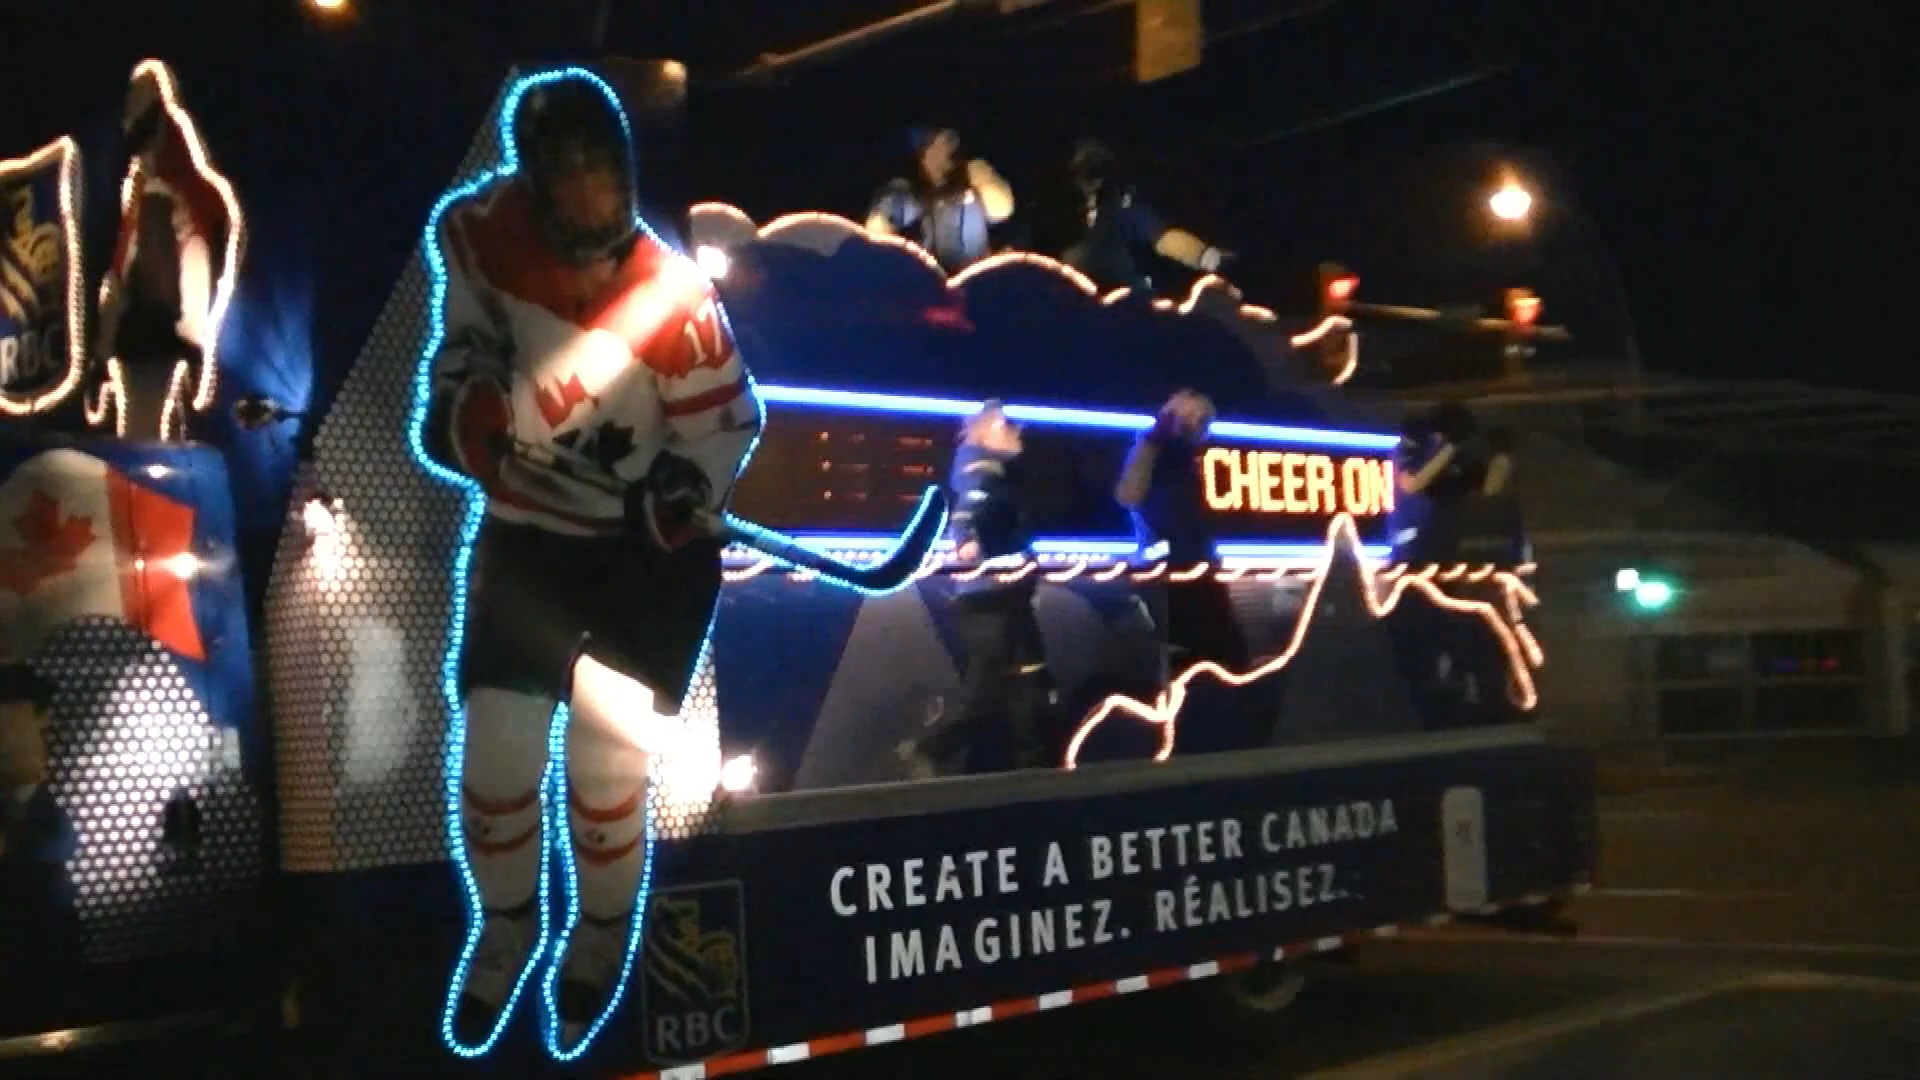 RBC
17
CHEER ON
CREATE A BETTER CANADA
IMAGINEZ. RÉALISEZ.
RBC